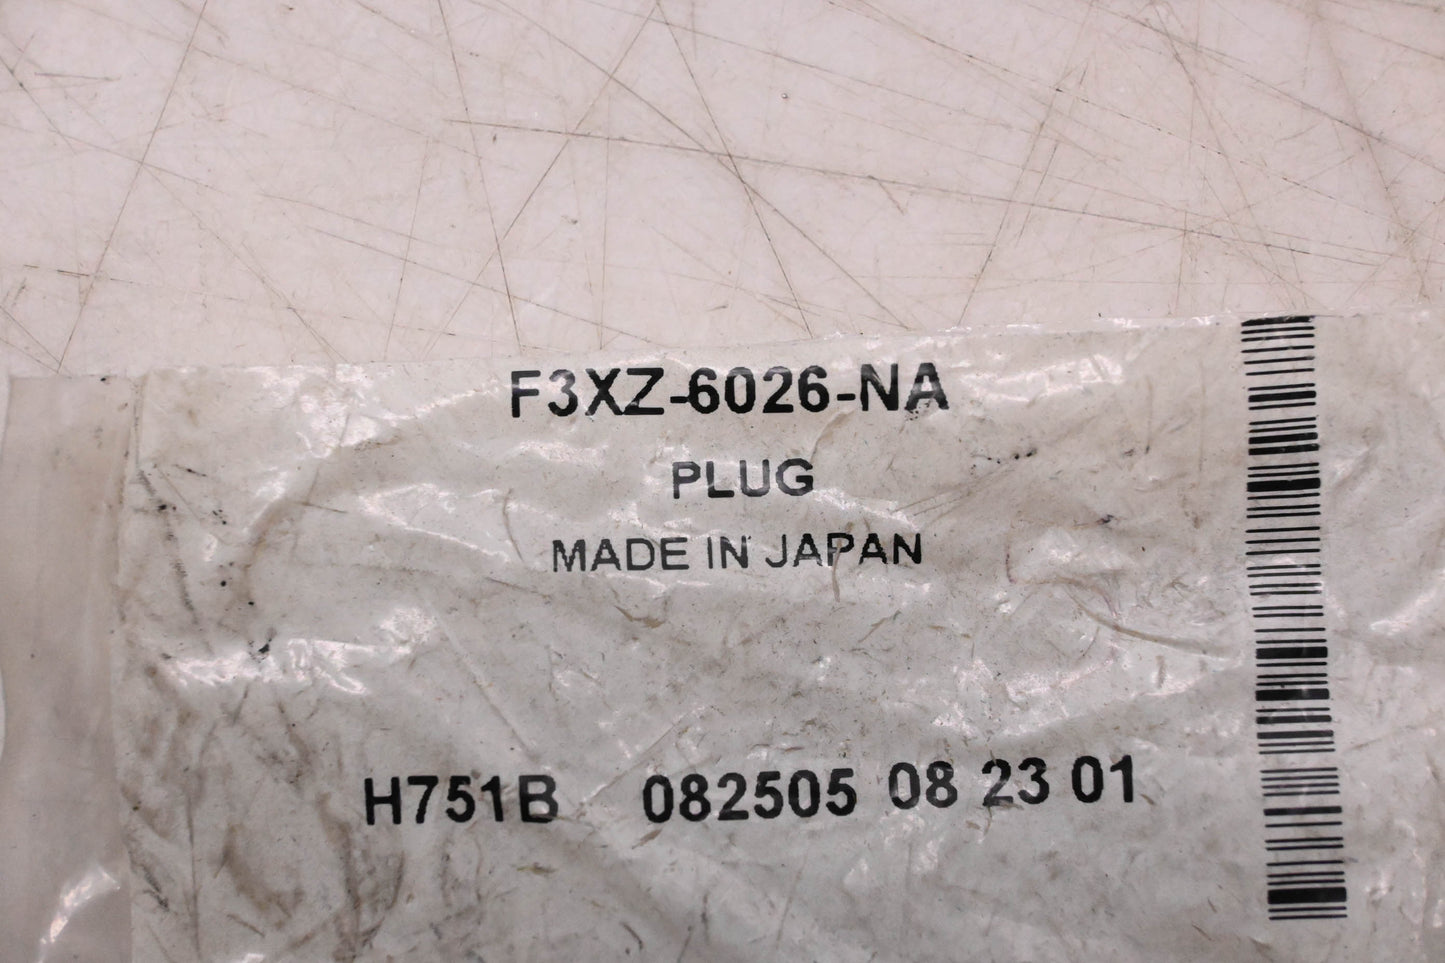 F3XZ-6026-NA
PLUG
MADE IN JAPAN
H751B 082505 08 23 01